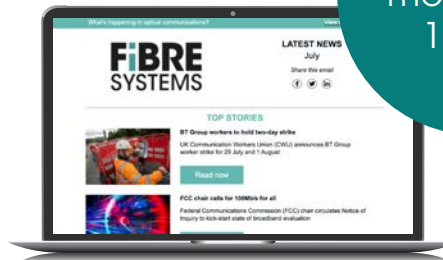 What's happening in optical communications?
View
FiBRE
SYSTEMS
LATEST NEWS
July
Share this email
f
in
TOP STORIES
BT Group workers to hold two-day strike
UK Communication Workers Union (CWU) announces BT Group
worker strike for 29 July and 1 August
Read now
FCC chair calls for 100Mb/s for all
Federal Communications Commission (FCC) chair circulates Notice of
Inquiry to kick-start state of broadband evaluation
1